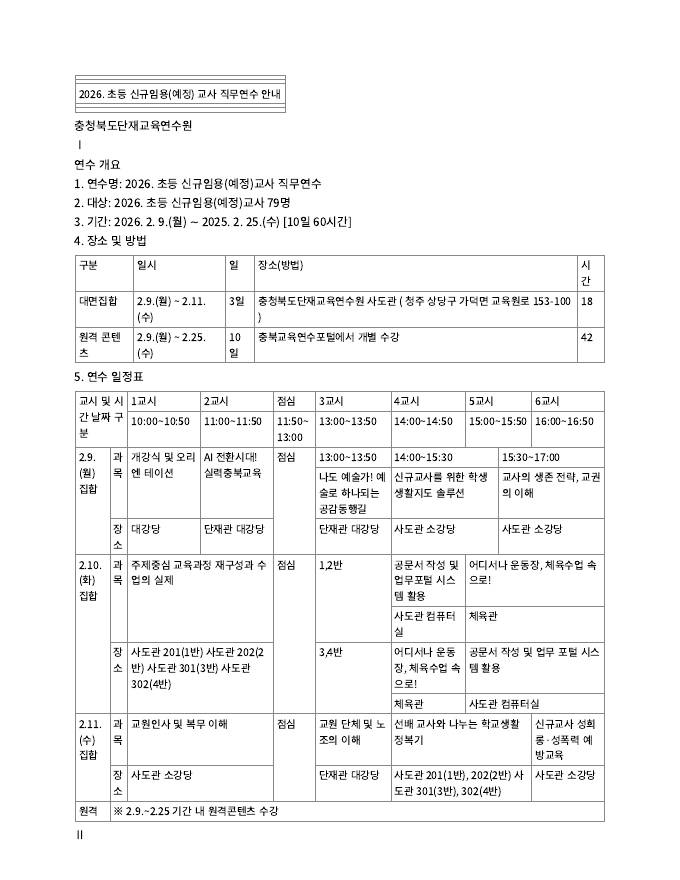 2026. 초등 신규임용(예정) 교사 직무연수 안내
충청북도단재교육연수원
Ⅰ
연수 개요
1. 연수명: 2026. 초등 신규임용(예정)교사 직무연수
2. 대상: 2026. 초등 신규임용(예정)교사 79명
3. 기간: 2026. 2. 9.(월) ~ 2025. 2. 25.(수) [10일 60시간]
4. 장소 및 방법
구분 일시 일 장소(방법) 시
간
대면집합 2.9.(월) ~ 2.11. 3일 충청북도단재교육연수원 사도관 ( 청주 상당구 가덕면 교육원로 153-100 18
(수) )
원격 콘텐 2.9.(월) ~ 2.25. 10 충북교육연수포털에서 개별 수강 42
츠 (수) 일
5. 연수 일정표
교시 및 시 1교시 2교시 점심 3교시 4교시 5교시 6교시
간 날짜 구 10:00~10:50 11:00~11:50 11:50~ 13:00~13:50 14:00~14:50 15:00~15:50 16:00~16:50
분 13:00
2.9. 과 개강식 및 오리 AI 전환시대! 점심 13:00~13:50 14:00~15:30 15:30~17:00
(월) 목 엔 테이션 실력충북교육 나도 예술가! 예 신규교사를 위한 학생 교사의 생존 전략, 교권
집합 술로 하나되는 생활지도 솔루션 의 이해
공감동행길
장 대강당 단재관 대강당 단재관 대강당 사도관 소강당 사도관 소강당
소
2.10. 과 주제중심 교육과정 재구성과 수 점심 1,2반 공문서 작성 및 어디서나 운동장, 체육수업 속
(화) 목 업의 실제 업무포털 시스 으로!
집합 템 활용
사도관 컴퓨터 체육관
실
장 사도관 201(1반) 사도관 202(2 3,4반 어디서나 운동 공문서 작성 및 업무 포털 시스
소 반) 사도관 301(3반) 사도관 장, 체육수업 속 템 활용
302(4반) 으로!
체육관 사도관 컴퓨터실
2.11. 과 교원인사 및 복무 이해 점심 교원 단체 및 노 선배 교사와 나누는 학교생활 신규교사 성희
(수) 목 조의 이해 정복기 롱·성폭력 예
집합 방교육
장 사도관 소강당 단재관 대강당 사도관 201(1반), 202(2반) 사 사도관 소강당
소 도관 301(3반), 302(4반)
원격 ※ 2.9.~2.25 기간 내 원격콘텐츠 수강
Ⅱ